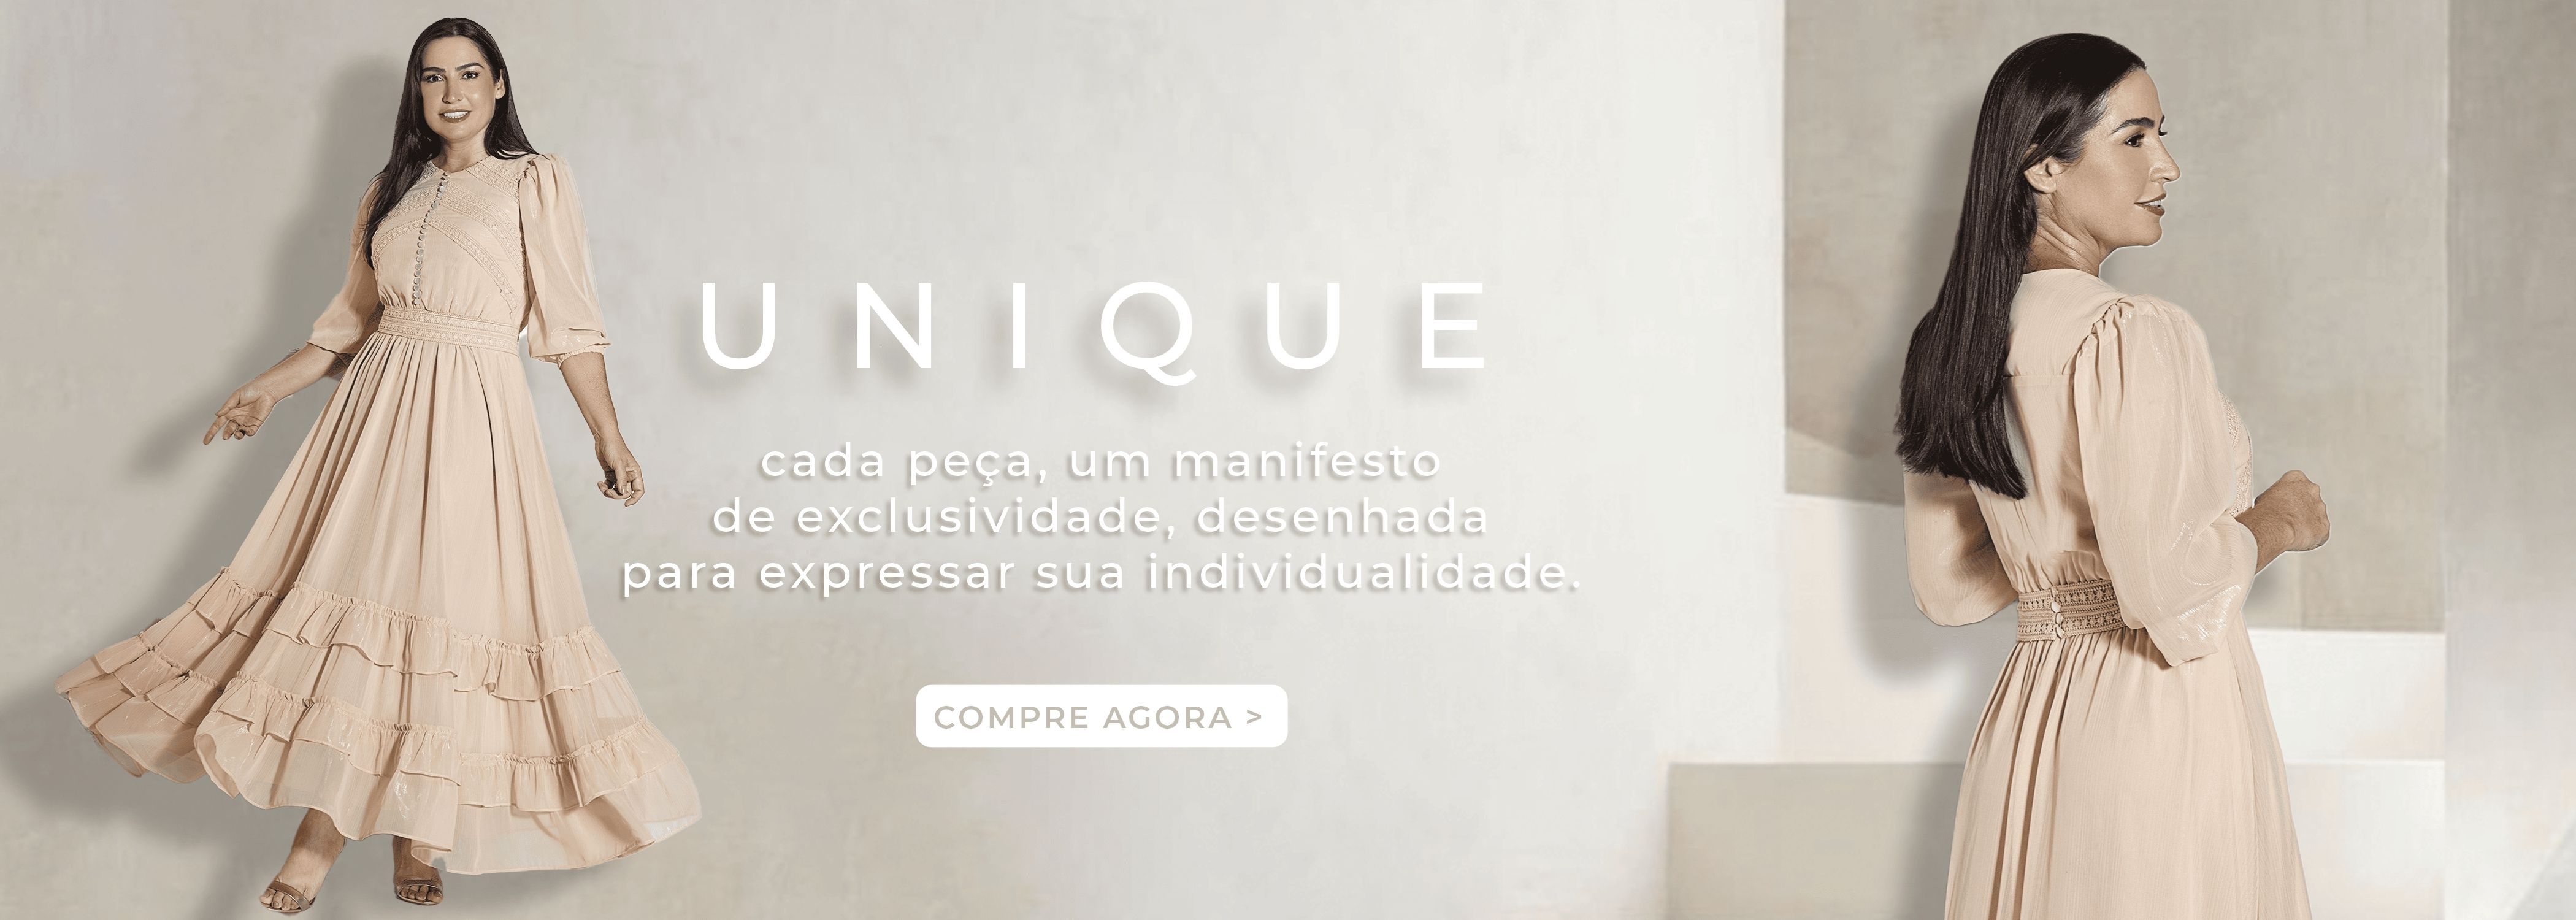 UNIQUE
cada peça, um manifesto
de exclusividade, desenhada
para expressar sua individualidade.
COMPRE AGORA >